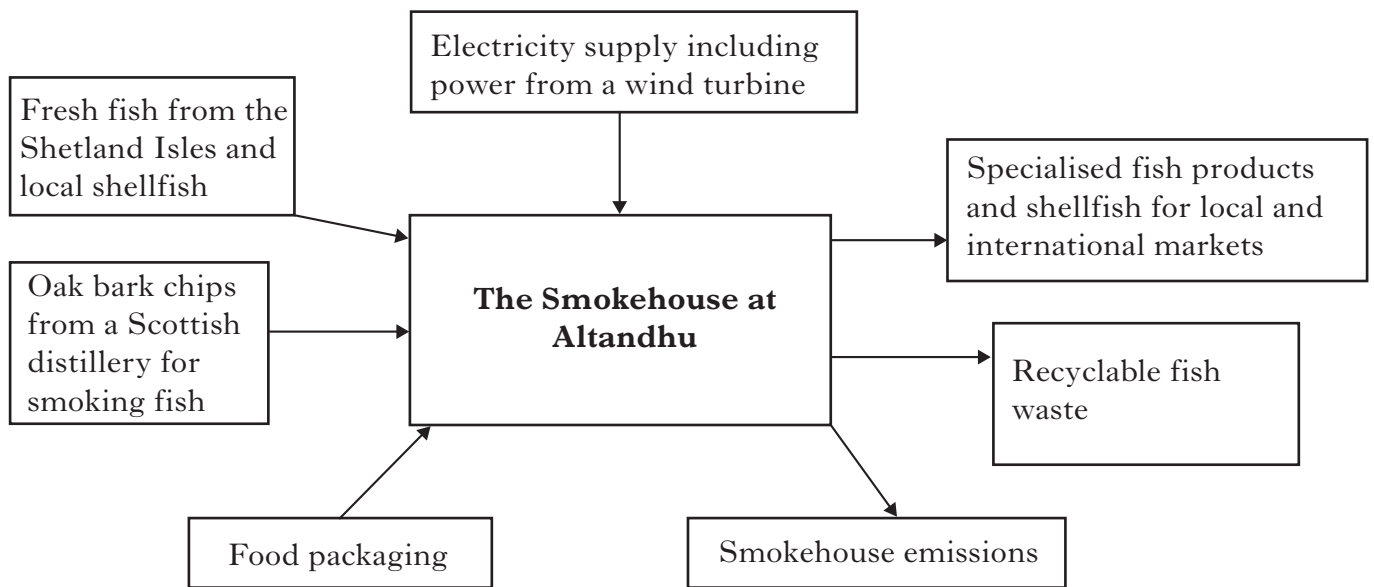 Electricity supply including
power from a wind turbine
Fresh fish from the
Shetland Isles and
local shellfish
Specialised fish products
and shellfish for local and
international markets
The Smokehouse at
Altandhu
Oak bark chips
from a Scottish
distillery for
smoking fish
Recyclable fish
waste
Food packaging
Smokehouse emissions